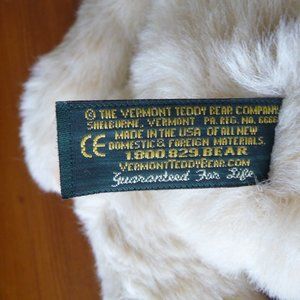 © THE VERMONT TEDDY BEAR COMPANY
SHELBURNE, VERMONT PA. REG. NO.
MADE IN THE USA OF ALL NEW
CE DOMESTIC & FOREIGN MATERIALS.
1.800.829.BEAR
VERMONTTEDDYBEAR.COM
Guaranteed For Life